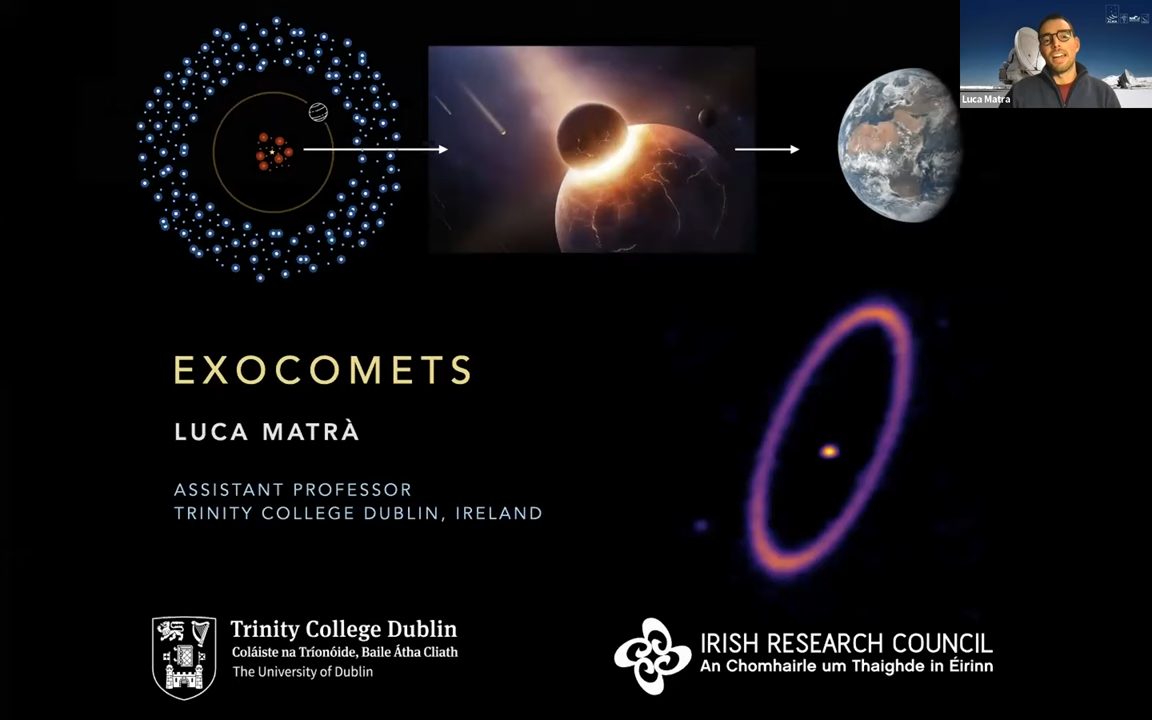 Luca Matrà
EXOCOMETS
LUCA MATRÀ
ASSISTANT PROFESSOR
TRINITY COLLEGE DUBLIN, IRELAND
Trinity College Dublin
Coláiste na Tríonóide, Baile Átha Cliath
The University of Dublin
IRISH RESEARCH COUNCIL
An Chomhairle um Thaighde in Éirinn